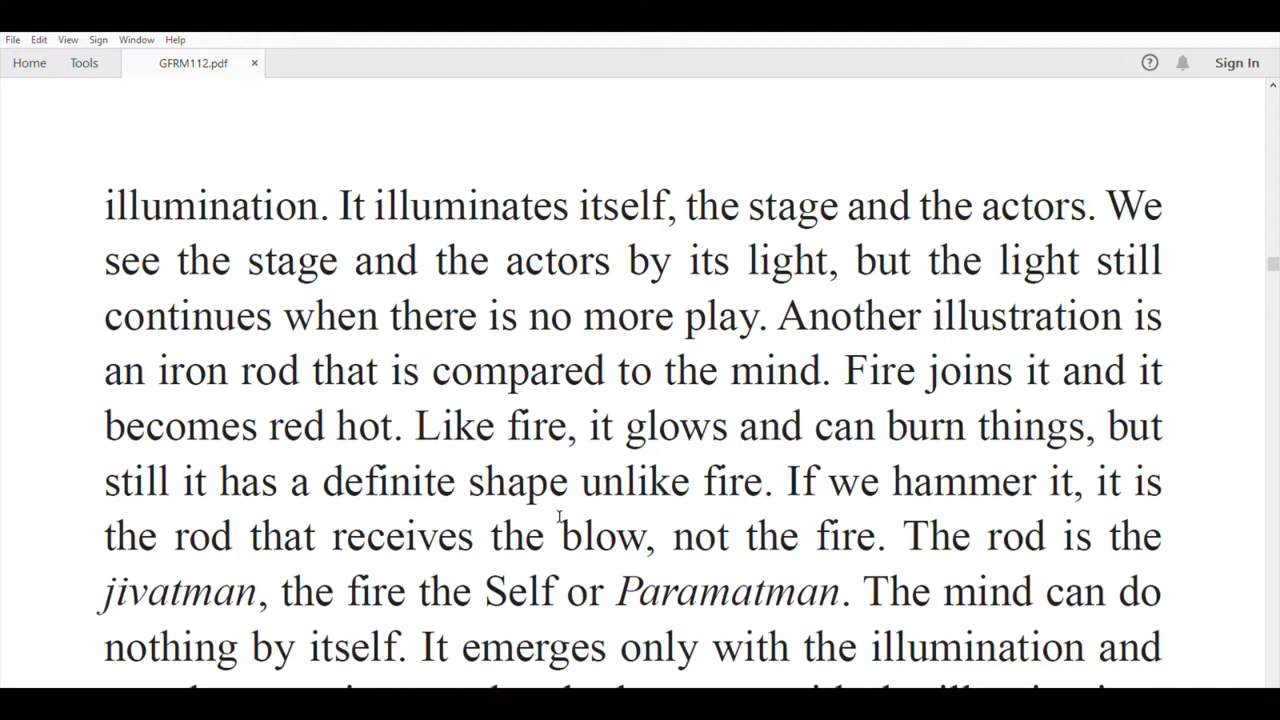 File Edit View Sign Window Help
Home Tools GFRM112.pdf × ? Sign In
illumination. It illuminates itself, the stage and the actors. We
see the stage and the actors by its light, but the light still
continues when there is no more play. Another illustration is
an iron rod that is compared to the mind. Fire joins it and it
becomes red hot. Like fire, it glows and can burn things, but
still it has a definite shape unlike fire. If we hammer it, it is
the rod that receives the blow, not the fire. The rod is the
jivatman, the fire the Self or Paramatman. The mind can do
nothing by itself. It emerges only with the illumination and